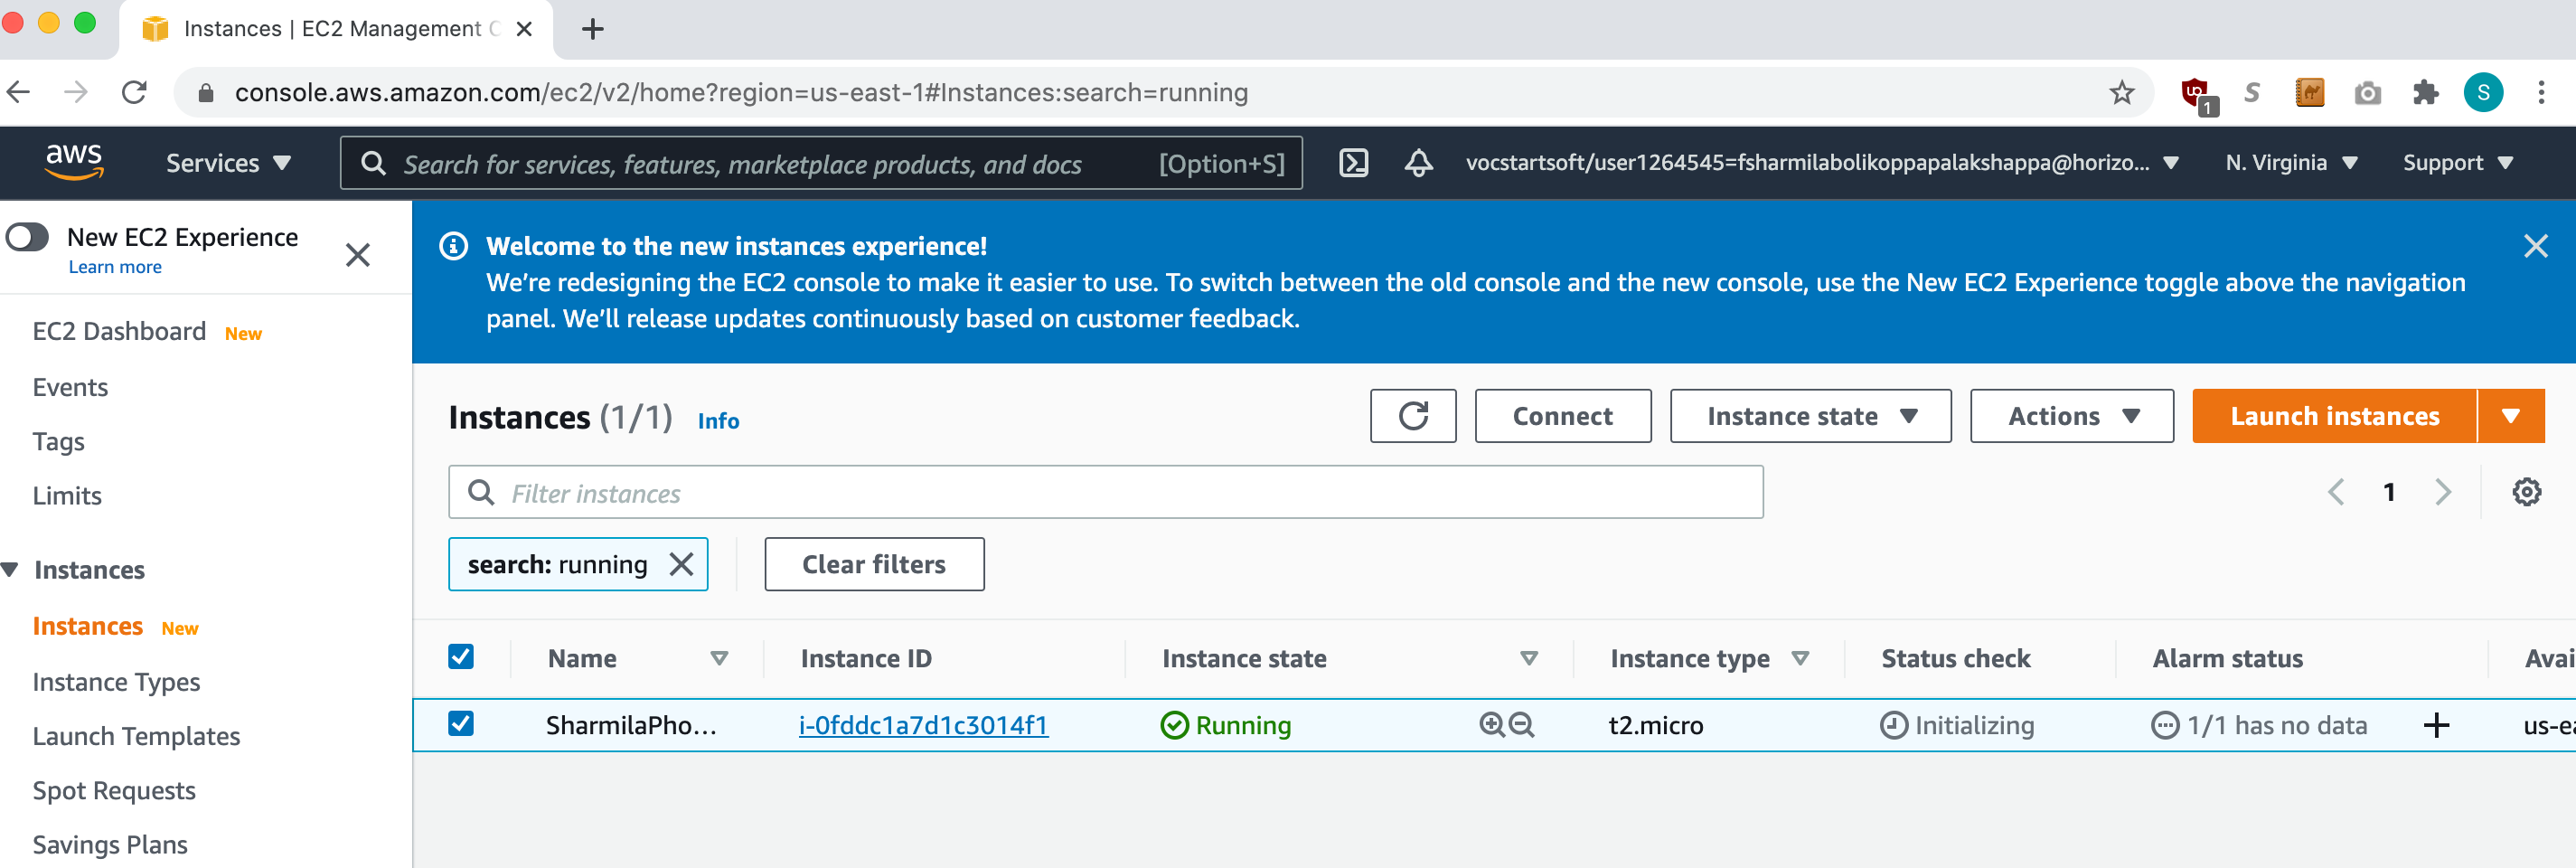 Instances | EC2 Management C
console.aws.amazon.com/ec2/v2/home?region=us-east-1#Instances:search=running
1
S
S
aws
Services
Search for services, features, marketplace products, and docs [Option+S]
vocstartsoft/user1264545=fsharmilabolikoppapalakshappa@horizo...
N. Virginia
Support
New EC2 Experience
Learn more
EC2 Dashboard New
Events
Tags
Limits
Instances
Instances New
Instance Types
Launch Templates
Spot Requests
Savings Plans
Welcome to the new instances experience!
We're redesigning the EC2 console to make it easier to use. To switch between the old console and the new console, use the New EC2 Experience toggle above the navigation
panel. We'll release updates continuously based on customer feedback.
Instances (1/1) Info
Connect
Instance state
Actions
Launch instances
Filter instances
1
search: running
Clear filters
Name Instance ID Instance state Instance type Status check Alarm status Avai
SharmilaPho... i-0fddc1a7d1c3014f1 Running t2.micro Initializing 1/1 has no data us-ea